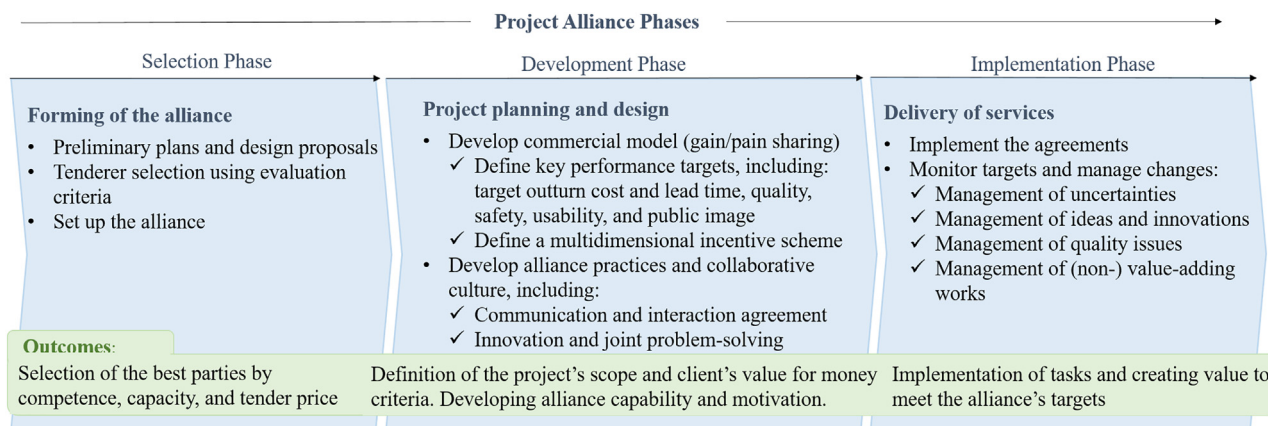 Project Alliance Phases
Selection Phase
Forming of the alliance
• Preliminary plans and design proposals
• Tenderer selection using evaluation
criteria
• Set up the alliance
Development Phase
Project planning and design
• Develop commercial model (gain/pain sharing)
✓ Define key performance targets, including:
target outturn cost and lead time, quality,
safety, usability, and public image
✓ Define a multidimensional incentive scheme
• Develop alliance practices and collaborative
culture, including:
✓ Communication and interaction agreement
✓ Innovation and joint problem-solving
Implementation Phase
Delivery of services
• Implement the agreements
• Monitor targets and manage changes:
✓ Management of uncertainties
✓ Management of ideas and innovations
✓ Management of quality issues
✓ Management of (non-) value-adding
works
Outcomes:
Selection of the best parties by
competence, capacity, and tender price
Definition of the project’s scope and client’s value for money
criteria. Developing alliance capability and motivation.
Implementation of tasks and creating value to
meet the alliance’s targets